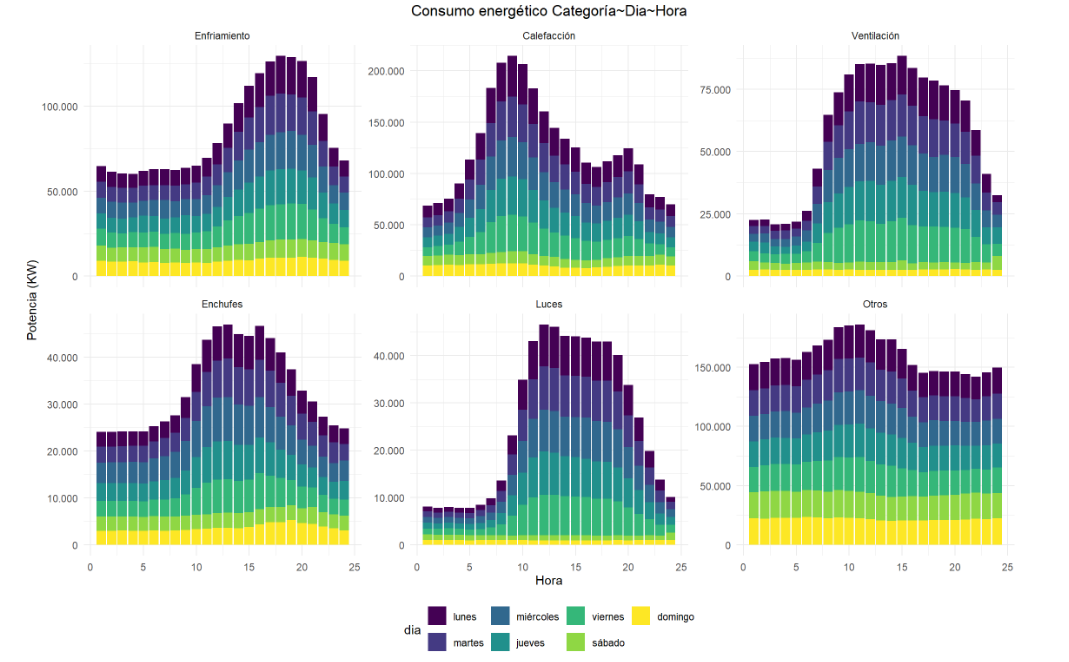 Consumo energético Categoría~Dia~Hora
Enfriamiento
Calefacción
Ventilación
100.000
50.000
0
200.000
150.000
100.000
50.000
0
75.000
50.000
25.000
0
Potencia (KW)
Enchufes
Luces
Otros
40.000
30.000
20.000
10.000
0
40.000
30.000
20.000
10.000
0
150.000
100.000
50.000
0
0 5 10 15 20 25
0 5 10 15 20 25
0 5 10 15 20 25
Hora
dia
lunes miércoles viernes domingo
martes jueves sábado